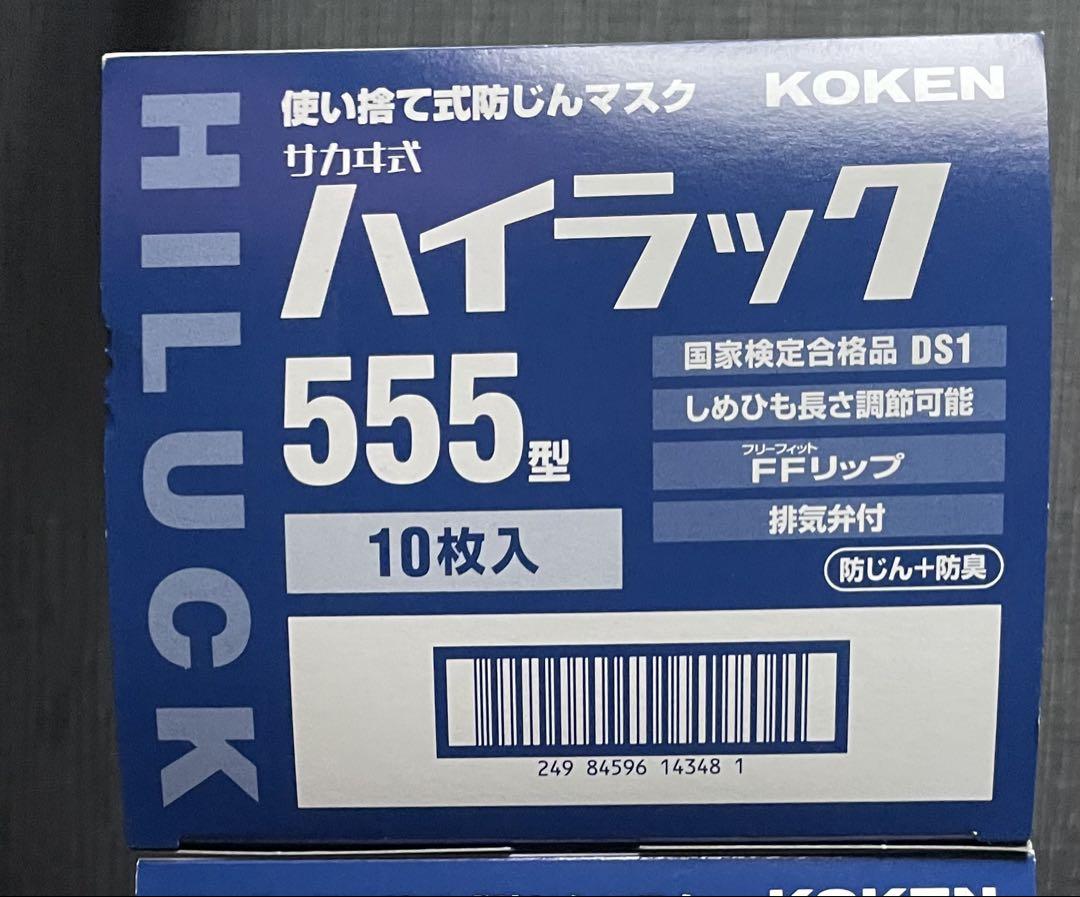 HILUCK
使い捨て式防じんマスク
KOKEN
サカヰ式
ハイラック
555型
10枚入
国家検定合格品 DS1
しめひも長さ調節可能
フリーフィット
FFリップ
排気弁付
防じん+防臭
249 84596 14348 1
KOKEN